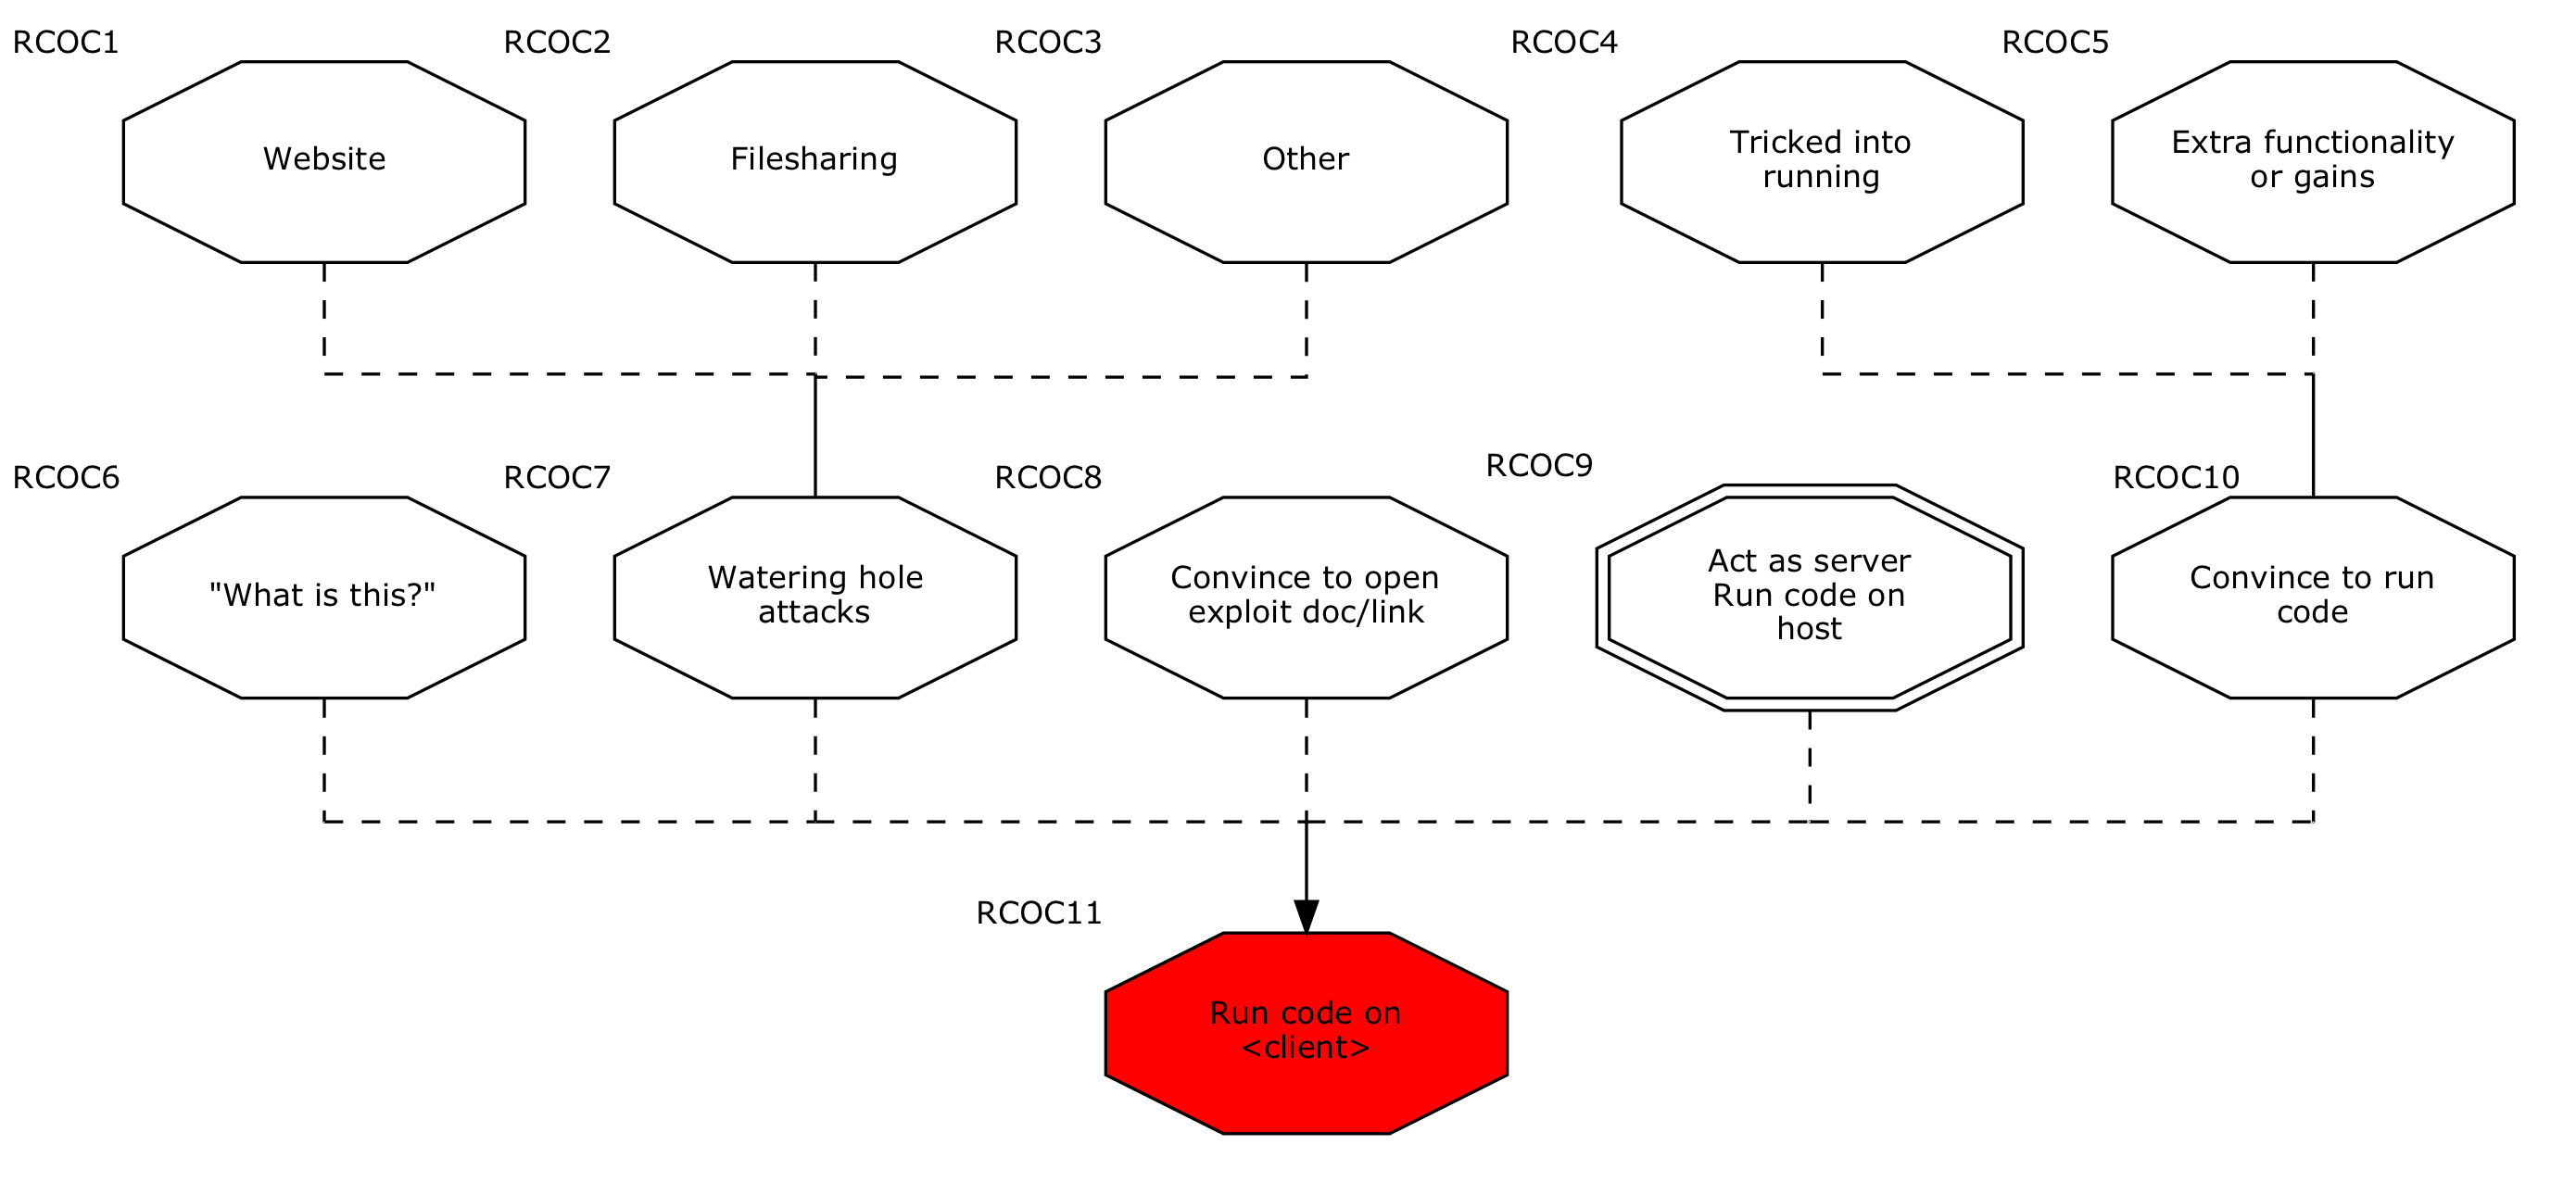 RCOC1
RCOC2
RCOC3
RCOC4
RCOC5
Website
Filesharing
Other
Tricked into
running
Extra functionality
or gains
RCOC6
RCOC7
RCOC8
RCOC9
RCOC10
"What is this?"
Watering hole
attacks
Convince to open
exploit doc/link
Act as server
Run code on
host
Convince to run
code
RCOC11
Run code on
<client>